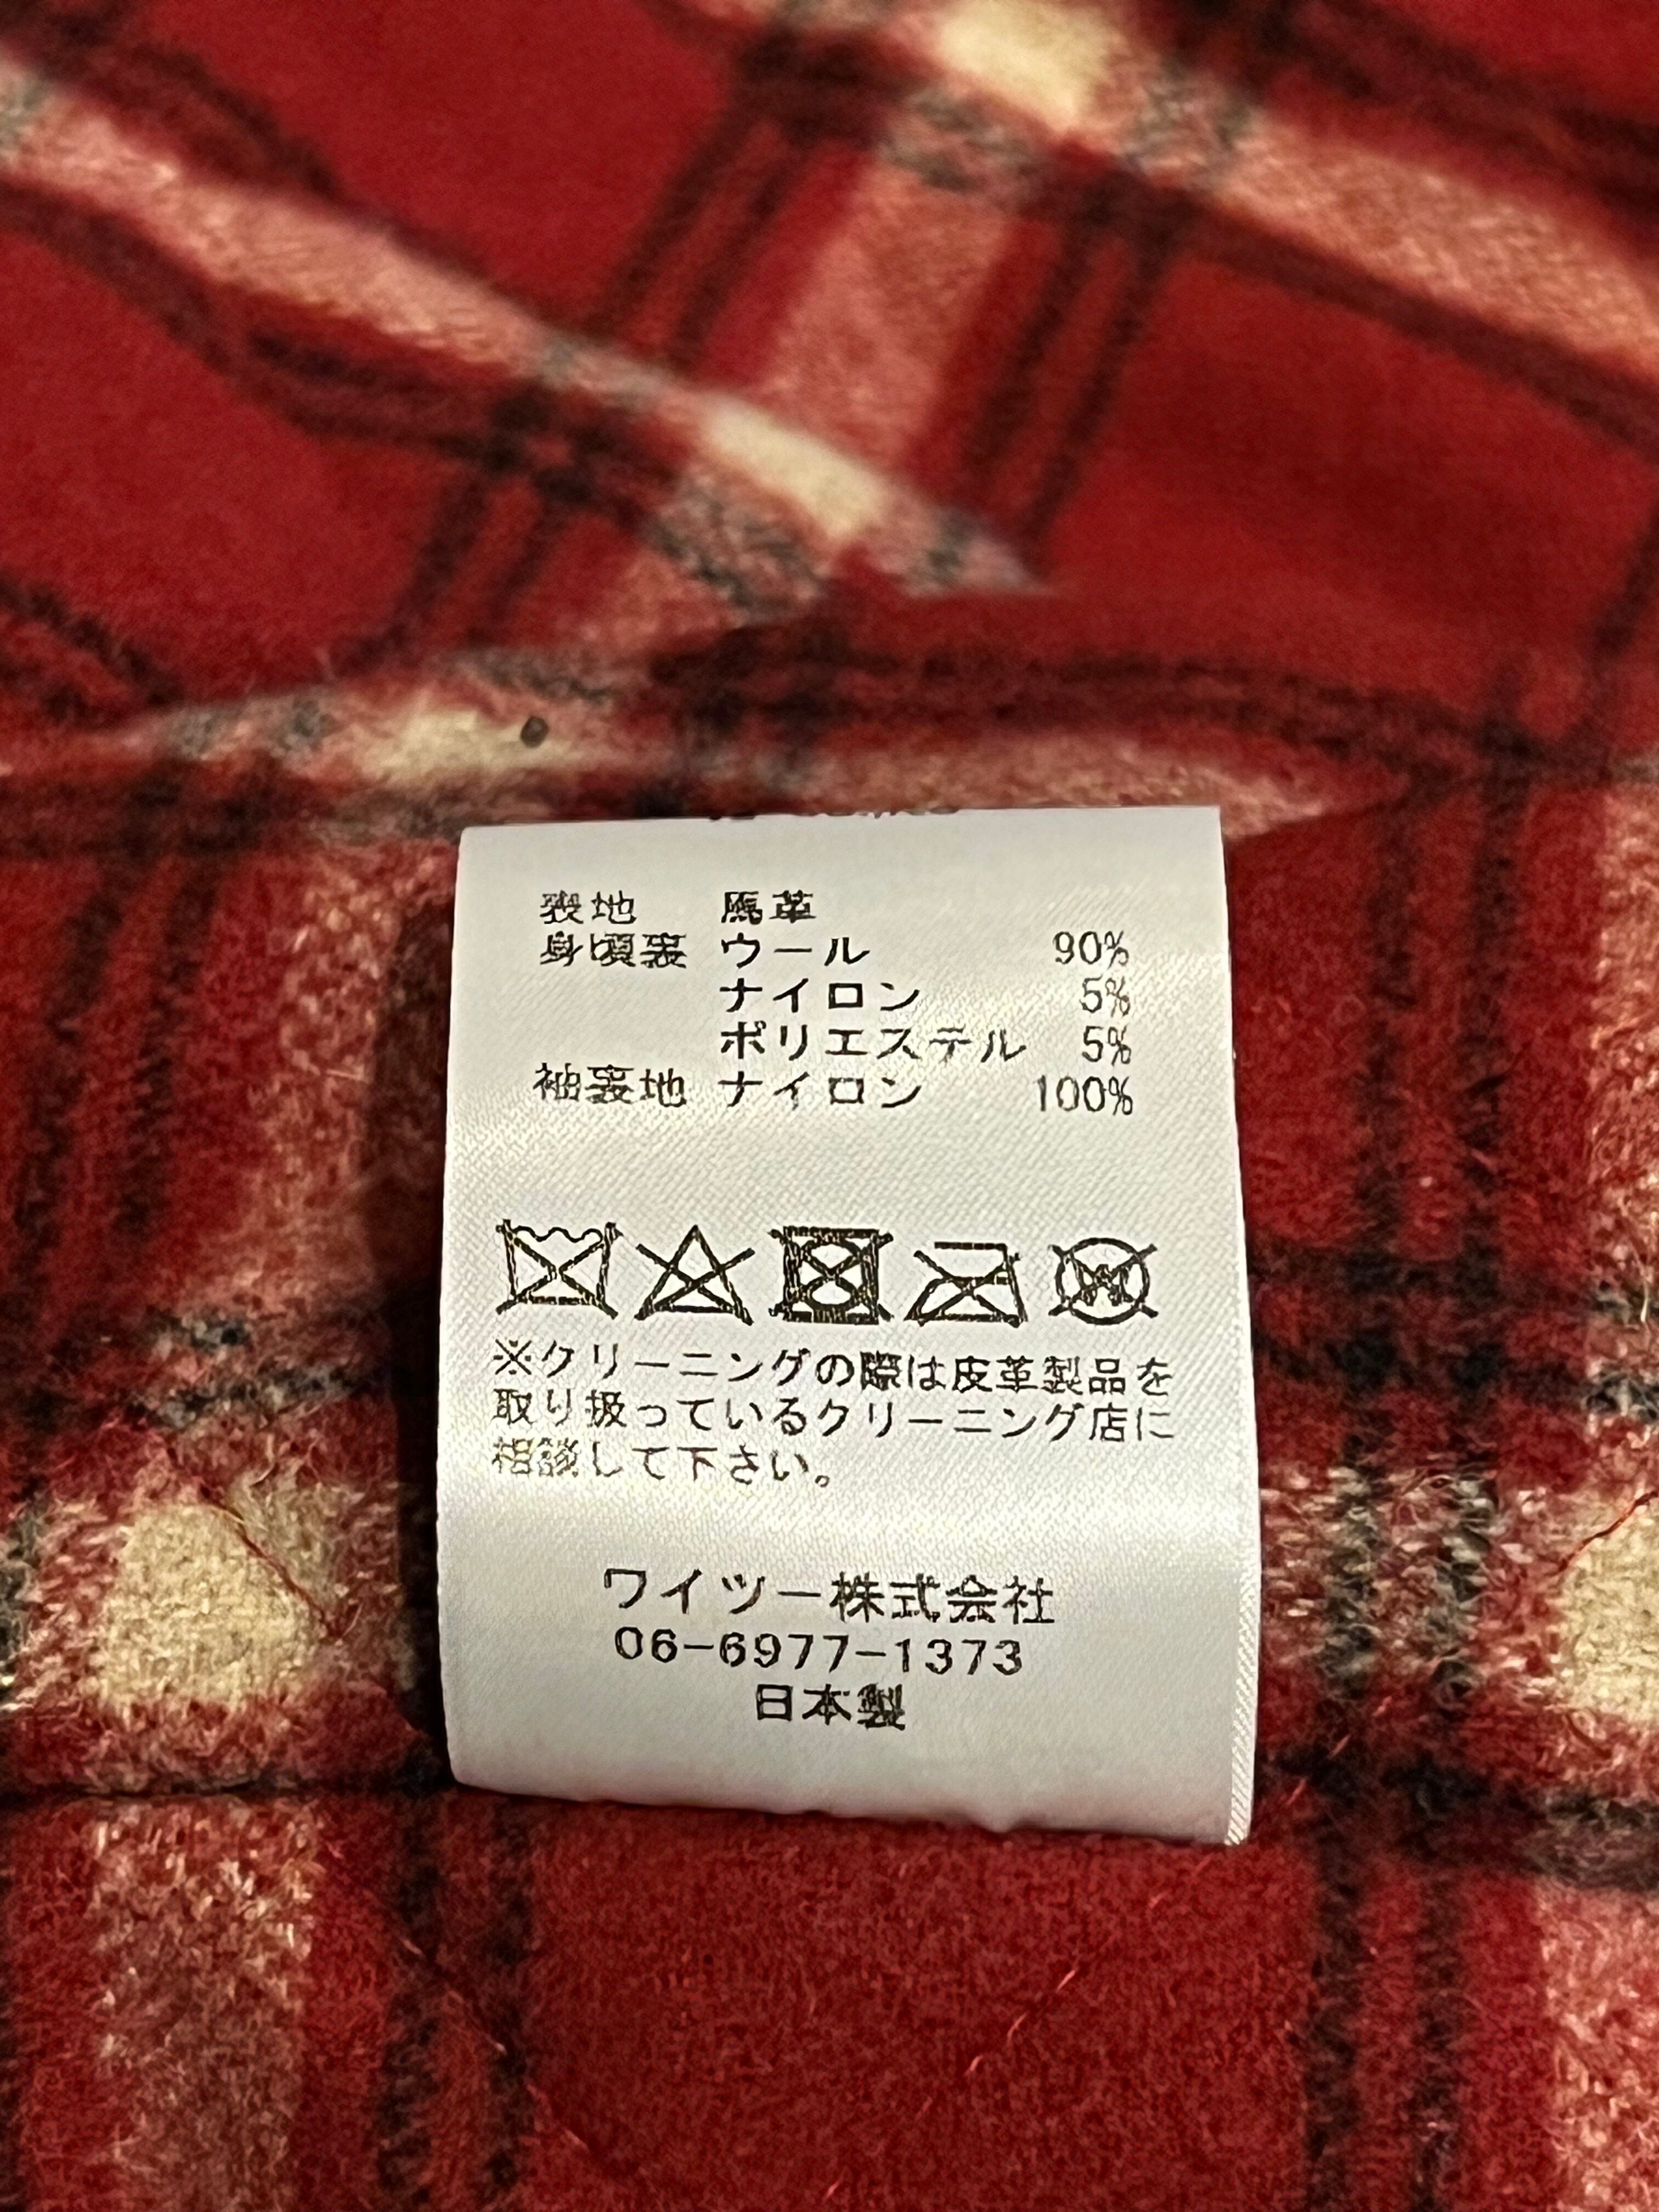 表地 馬革
身頃裏 ウール 90%
ナイロン 5%
ポリエステル 5%
袖裏地 ナイロン 100%
W
※クリーニングの際は皮革製品を
取り扱っているクリーニング店に
相談して下さい。
ワイツー株式会社
06-6977-1373
日本製